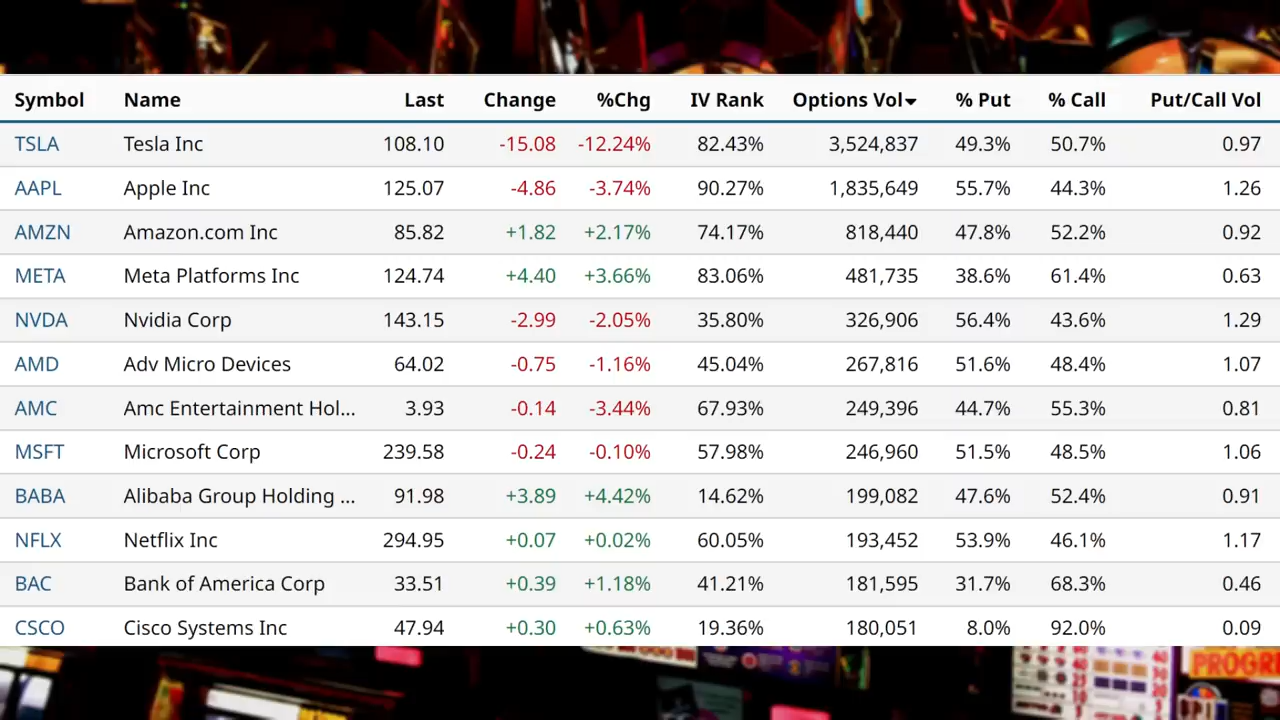 Symbol Name Last Change %Chg IV Rank Options Vol % Put % Call Put/Call Vol
TSLA Tesla Inc 108.10 -15.08 -12.24% 82.43% 3,524,837 49.3% 50.7% 0.97
AAPL Apple Inc 125.07 -4.86 -3.74% 90.27% 1,835,649 55.7% 44.3% 1.26
AMZN Amazon.com Inc 85.82 +1.82 +2.17% 74.17% 818,440 47.8% 52.2% 0.92
META Meta Platforms Inc 124.74 +4.40 +3.66% 83.06% 481,735 38.6% 61.4% 0.63
NVDA Nvidia Corp 143.15 -2.99 -2.05% 35.80% 326,906 56.4% 43.6% 1.29
AMD Adv Micro Devices 64.02 -0.75 -1.16% 45.04% 267,816 51.6% 48.4% 1.07
AMC Amc Entertainment Hol... 3.93 -0.14 -3.44% 67.93% 249,396 44.7% 55.3% 0.81
MSFT Microsoft Corp 239.58 -0.24 -0.10% 57.98% 246,960 51.5% 48.5% 1.06
BABA Alibaba Group Holding ... 91.98 +3.89 +4.42% 14.62% 199,082 47.6% 52.4% 0.91
NFLX Netflix Inc 294.95 +0.07 +0.02% 60.05% 193,452 53.9% 46.1% 1.17
BAC Bank of America Corp 33.51 +0.39 +1.18% 41.21% 181,595 31.7% 68.3% 0.46
CSCO Cisco Systems Inc 47.94 +0.30 +0.63% 19.36% 180,051 8.0% 92.0% 0.09
PROGRE